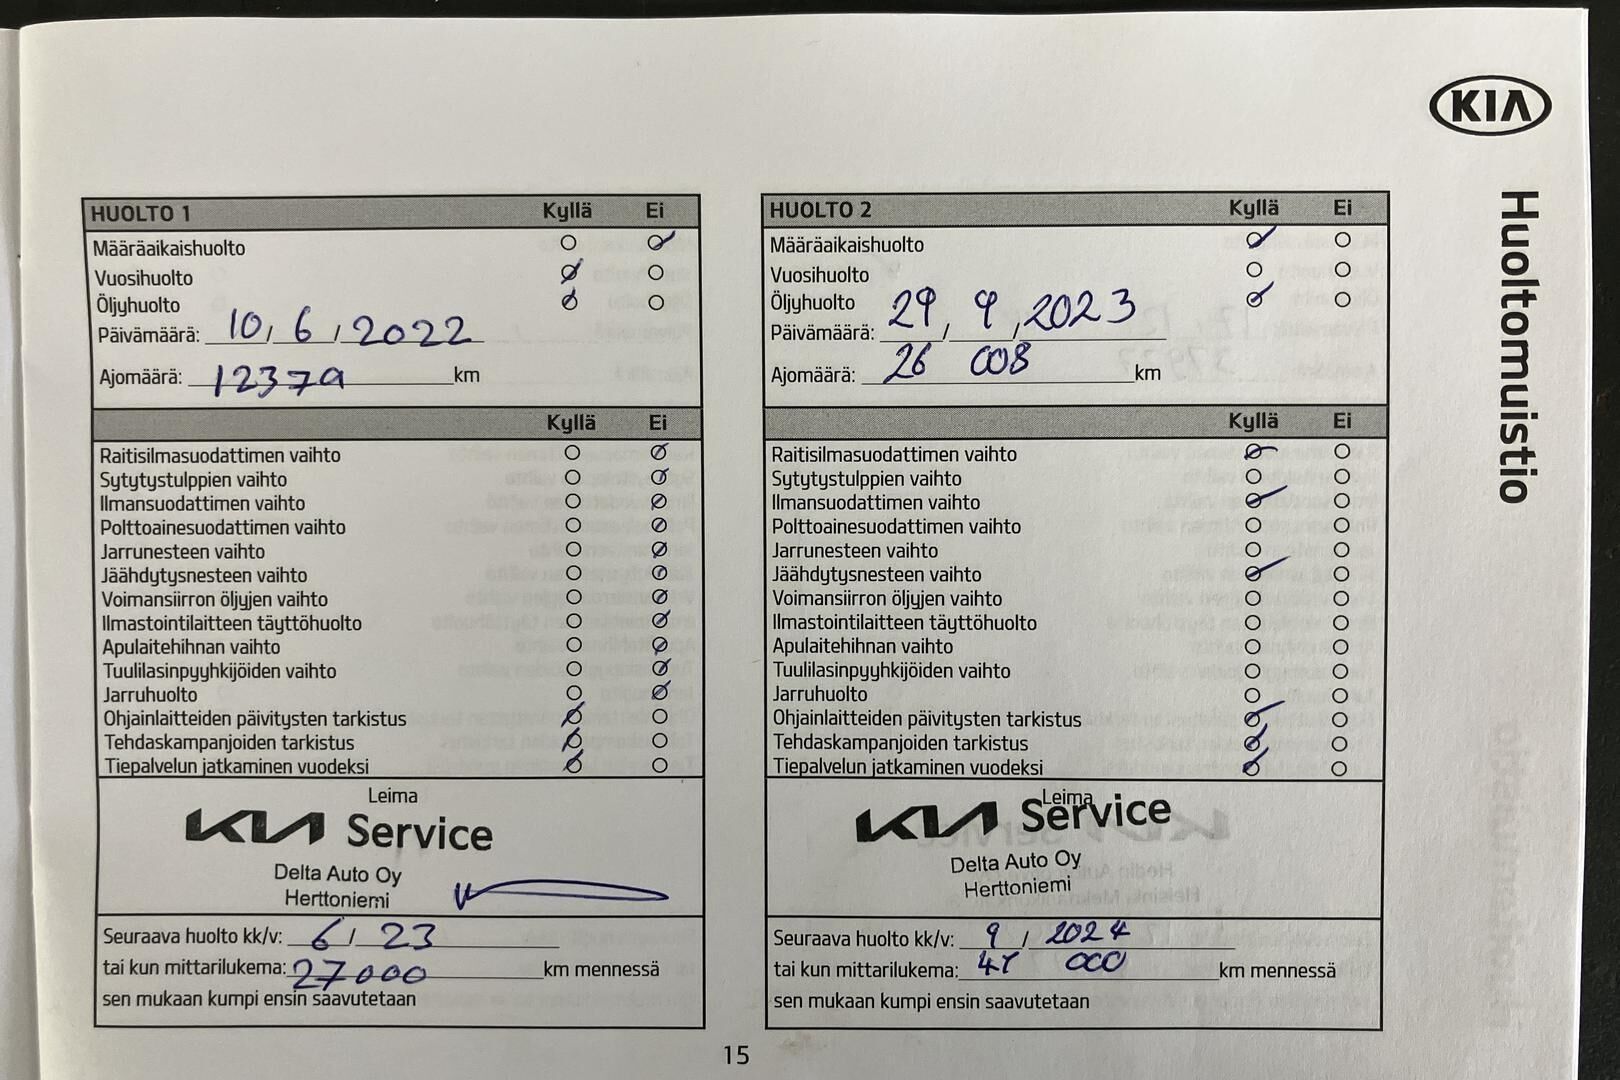 KIA
Huoltomuistio
HUOLTO 1 Kyllä Ei
Määräaikaishuolto
Vuosihuolto
Öljyhuolto
Päivämäärä: 10 / 6 / 2022
Ajomäärä: 12379 km
Kyllä Ei
Raitisilmasuodattimen vaihto
Sytytystulppien vaihto
Ilmansuodattimen vaihto
Polttoainesuodattimen vaihto
Jarrunesteen vaihto
Jäähdytysnesteen vaihto
Voimansiirron öljyjen vaihto
Ilmastointilaitteen täyttöhuolto
Apulaitehihnan vaihto
Tuulilasinpyyhkijöiden vaihto
Jarruhuolto
Ohjainlaitteiden päivitysten tarkistus
Tehdaskampanjoiden tarkistus
Tiepalvelun jatkaminen vuodeksi
Leima
KIA Service
Delta Auto Oy
Herttoniemi
Seuraava huolto kk/v: 6 / 23
tai kun mittarilukema: 27000 km mennessä
sen mukaan kumpi ensin saavutetaan
HUOLTO 2 Kyllä Ei
Määräaikaishuolto
Vuosihuolto
Öljyhuolto
Päivämäärä: 29 / 9 / 2023
Ajomäärä: 26 008 km
Kyllä Ei
Raitisilmasuodattimen vaihto
Sytytystulppien vaihto
Ilmansuodattimen vaihto
Polttoainesuodattimen vaihto
Jarrunesteen vaihto
Jäähdytysnesteen vaihto
Voimansiirron öljyjen vaihto
Ilmastointilaitteen täyttöhuolto
Apulaitehihnan vaihto
Tuulilasinpyyhkijöiden vaihto
Jarruhuolto
Ohjainlaitteiden päivitysten tarkistus
Tehdaskampanjoiden tarkistus
Tiepalvelun jatkaminen vuodeksi
Leima
KIA Service
Delta Auto Oy
Herttoniemi
Seuraava huolto kk/v: 9 / 2024
tai kun mittarilukema: 000 km mennessä
sen mukaan kumpi ensin saavutetaan
15